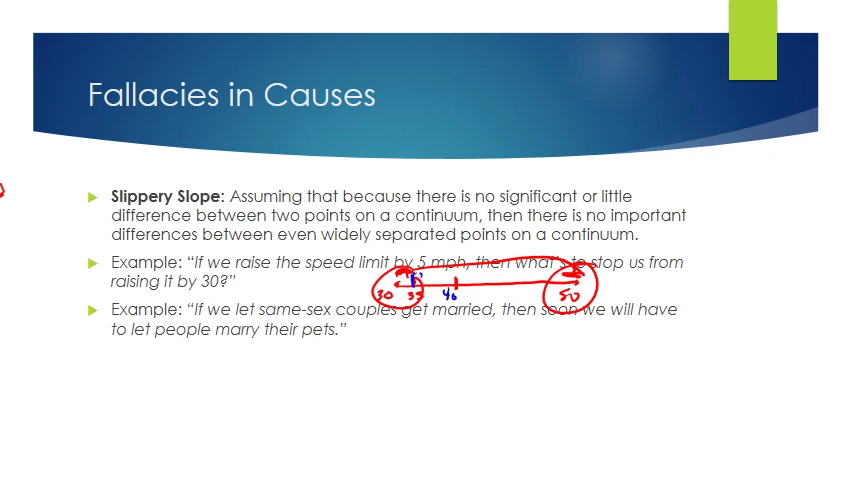 Fallacies in Causes
Slippery Slope: Assuming that because there is no significant or little
difference between two points on a continuum, then there is no important
differences between even widely separated points on a continuum.
Example: “If we raise the speed limit by 5 mph, then what’s to stop us from
raising it by 30?”
30 35 40 50
Example: “If we let same-sex couples get married, then soon we will have
to let people marry their pets.”